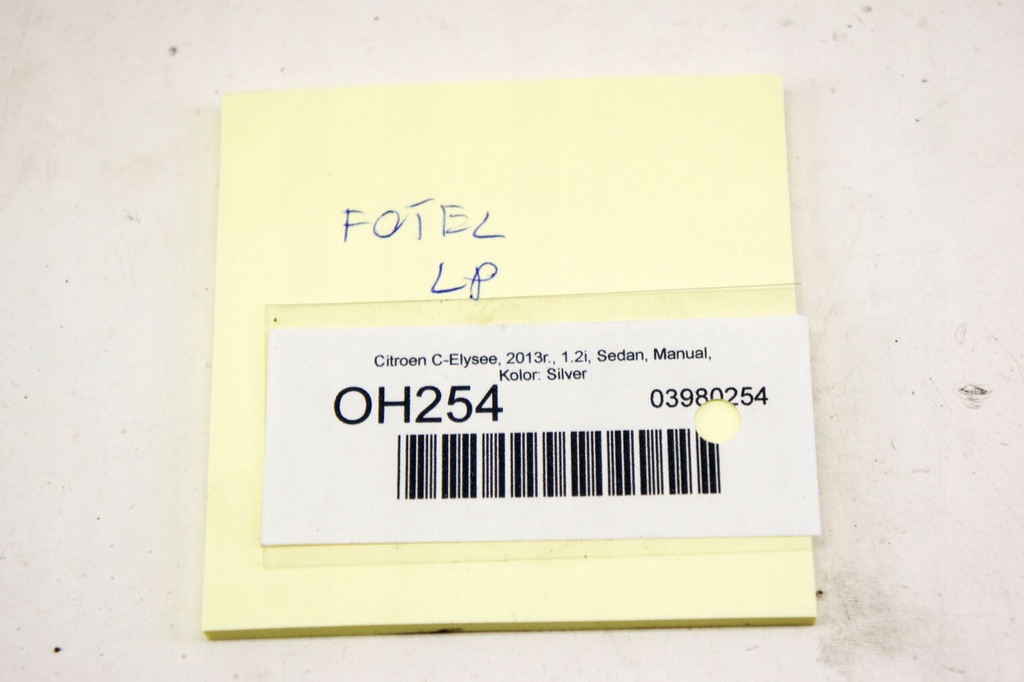 FOTEL
LP
Citroen C-Elysee, 2013r., 1.2i, Sedan, Manual,
Kolor: Silver
OH254
03980254